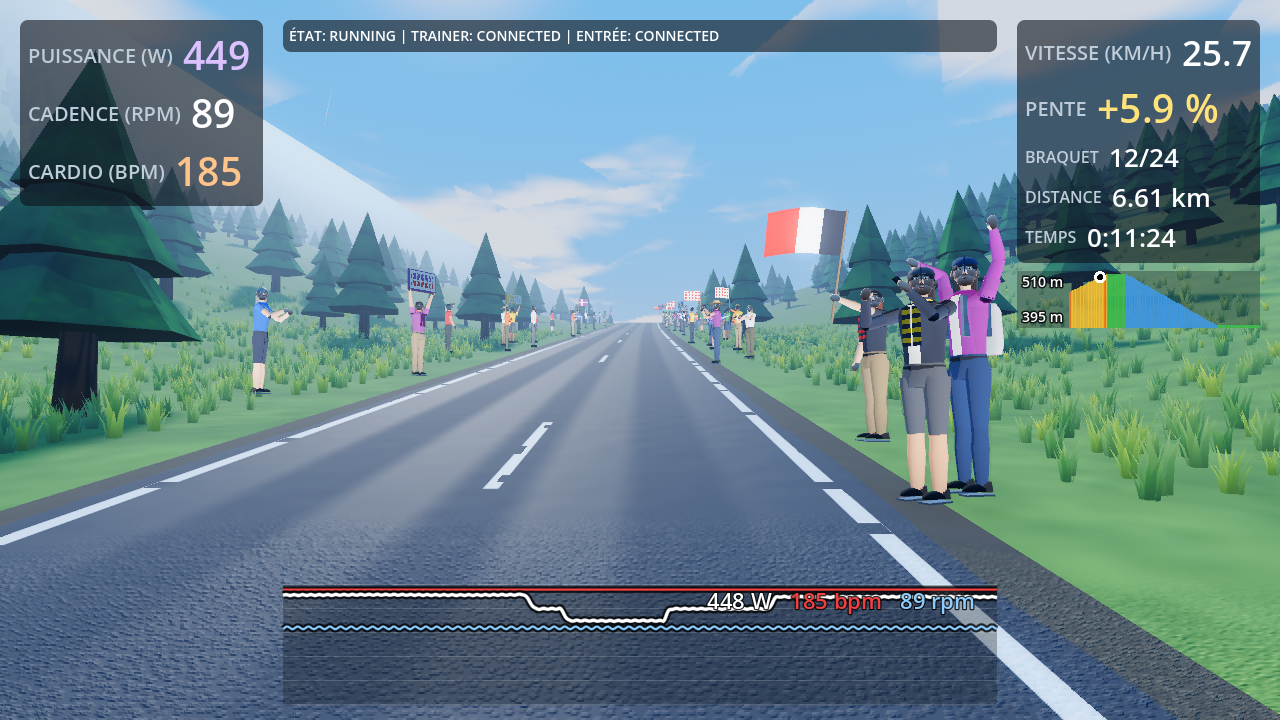 PUISSANCE (W) 449
CADENCE (RPM) 89
CARDIO (BPM) 185
ÉTAT: RUNNING | TRAINER: CONNECTED | ENTRÉE: CONNECTED
VITESSE (KM/H) 25.7
PENTE +5.9 %
BRAQUET 12/24
DISTANCE 6.61 km
TEMPS 0:11:24
510 m
395 m
448 W 185 bpm 89 rpm